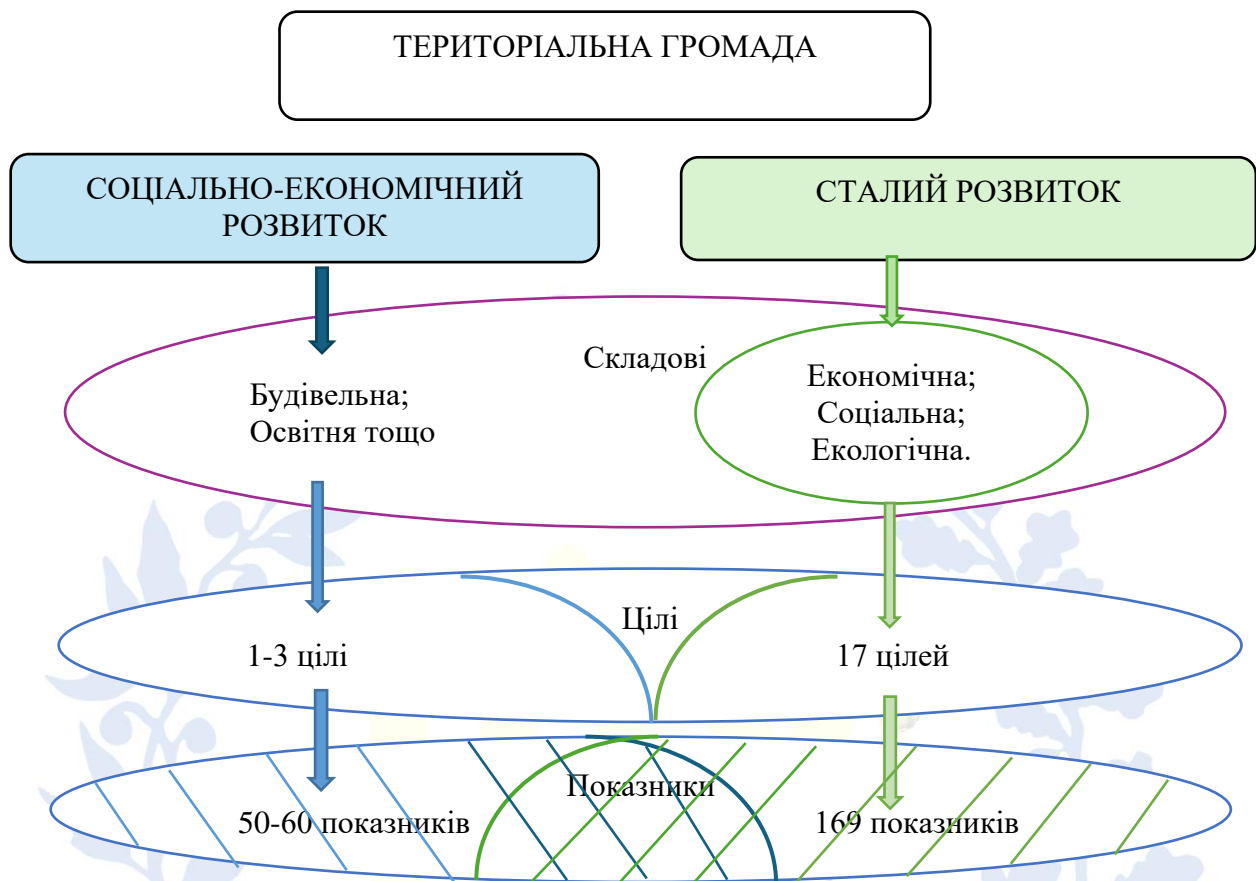 ТЕРИТОРІАЛЬНА ГРОМАДА
СОЦІАЛЬНО-ЕКОНОМІЧНИЙ
РОЗВИТОК
СТАЛИЙ РОЗВИТОК
Складові
Будівельна;
Освітня тощо
Економічна;
Соціальна;
Екологічна.
Цілі
1-3 цілі
17 цілей
Показники
50-60 показників
169 показників